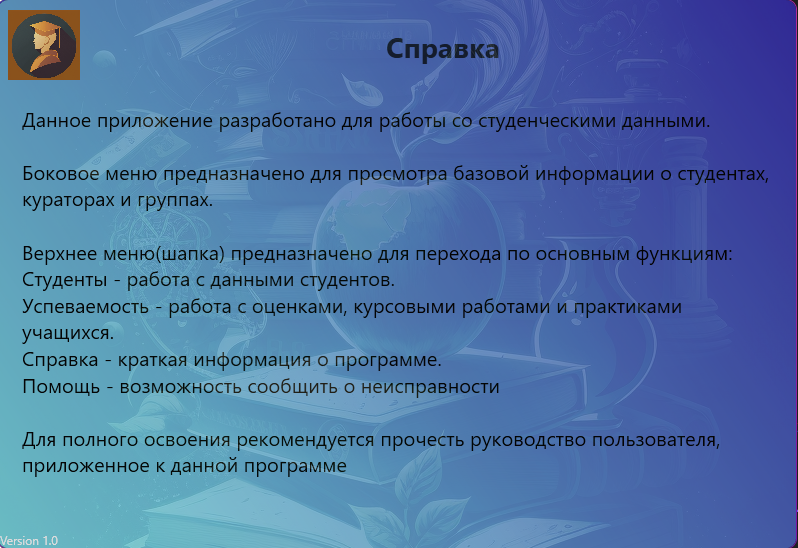 Справка
Данное приложение разработано для работы со студенческими данными.
Боковое меню предназначено для просмотра базовой информации о студентах,
кураторах и группах.
Верхнее меню(шапка) предназначено для перехода по основным функциям:
Студенты - работа с данными студентов.
Успеваемость - работа с оценками, курсовыми работами и практиками
учащихся.
Справка - краткая информация о программе.
Помощь - возможность сообщить о неисправности
Для полного освоения рекомендуется прочесть руководство пользователя,
приложенное к данной программе
Version 1.0